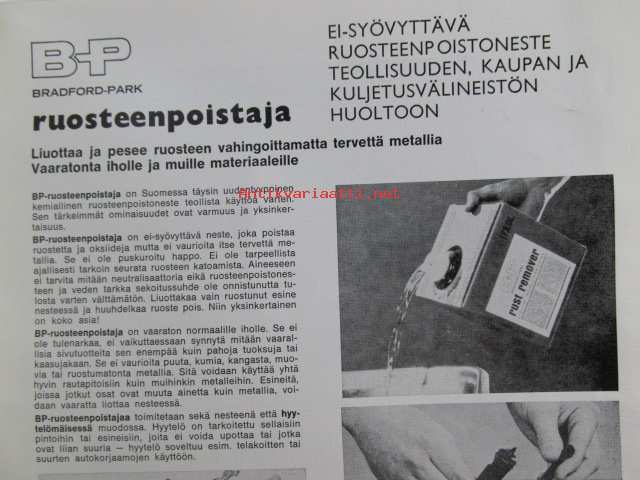 B-P
BRADFORD-PARK
ruosteenpoistaja
EI-SYÖVYTTÄVÄ
RUOSTEENPOISTONESTE
TEOLLISUUDEN, KAUPAN JA
KULJETUSVÄLINEISTÖN
HUOLTOON
Liuottaa ja pesee ruosteen vahingoittamatta tervettä metallia
Vaaratonta iholle ja muille materiaaleille
BP-ruosteenpoistaja on Suomessa täysin uudentyyppinen
kemiallinen ruosteenpoistoneste teollista käyttöä varten.
Sen tärkeimmät ominaisuudet ovat varmuus ja yksinker-
taisuus.
BP-ruosteenpoistaja on ei-syövyttävä neste, joka poistaa
ruostetta ja oksiideja mutta ei vaurioita itse tervettä me-
tallia. Se ei ole puskuroitu happo. Ei ole tarpeellista
ajallisesti tarkoin seurata ruosteen katoamista. Aineeseen
ei tarvita mitään neutralisaattoria eikä ruosteenpoistones-
teen ja veden tarkka sekoitussuhde ole onnistunutta tu-
losta varten välttämätön. Liuottakaa vain ruostunut esine
nesteessä ja huuhdelkaa ruoste pois. Niin yksinkertainen
on koko asia!
BP-ruosteenpoistaja on vaaraton normaalille iholle. Se ei
ole tulenarkaa, ei vaikuttaessaan synnytä mitään vaaral-
lisia sivutuotteita sen enempää kuin pahoja tuoksuja tai
kaasujakaan. Se ei vaurioita puuta, kumia, kangasta, muo-
via tai ruostumatonta metallia. Sitä voidaan käyttää yhtä
hyvin rautapitoisiin kuin muihinkin metalleihin. Esineitä,
joissa jotkut osat ovat muuta ainetta kuin metallia, voi-
daan vaaratta liottaa nesteessä.
BP-ruosteenpoistajaa toimitetaan sekä nesteenä että hyy-
telömäisessä muodossa. Hyytelö on tarkoitettu sellaisiin
pintoihin tai esineisiin, joita ei voida upottaa tai jotka
ovat liian suuria — hyytelö soveltuu esim. telakoitten tai
suurten autokorjaamojen käyttöön.
rust remover
Antikvariaatti.net